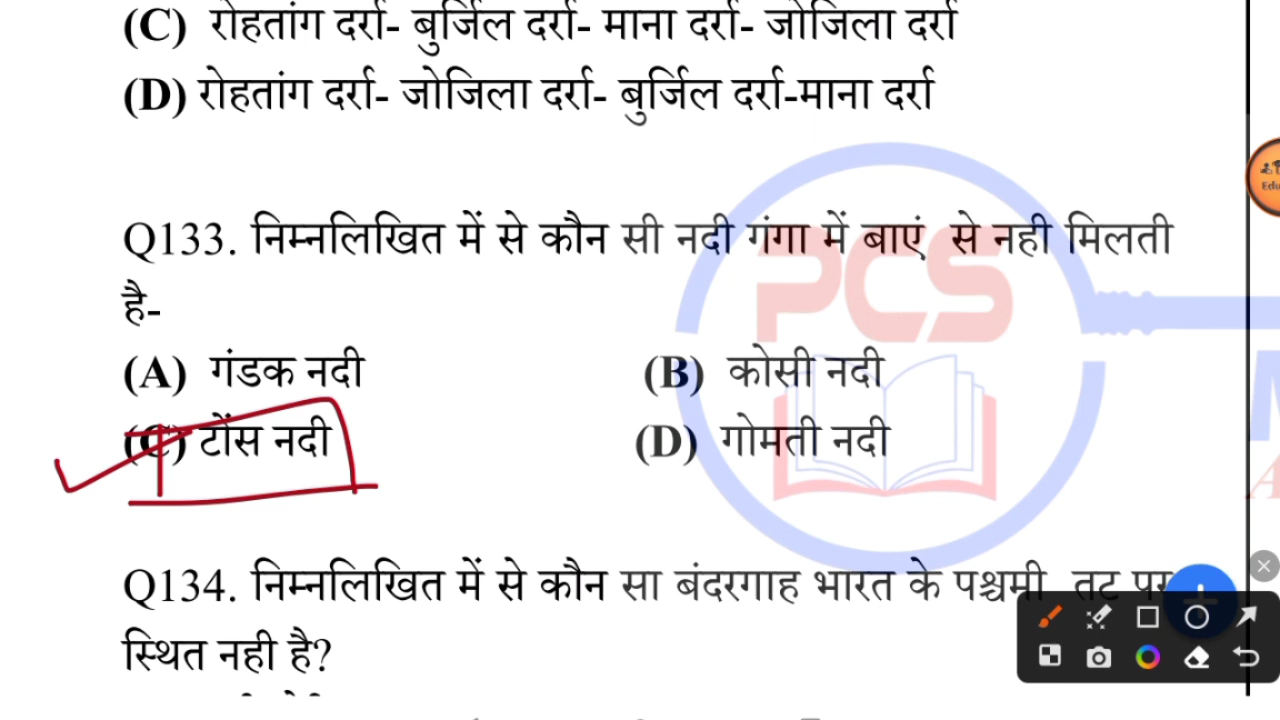 (C) रोहतांग दर्रा- बुर्जिल दर्रा- माना दर्रा- जोजिला दर्रा
(D) रोहतांग दर्रा- जोजिला दर्रा- बुर्जिल दर्रा-माना दर्रा
Q133. निम्नलिखित में से कौन सी नदी गंगा में बाएं से नही मिलती
है-
(A) गंडक नदी (B) कोसी नदी
(C) टोंस नदी (D) गोमती नदी
Q134. निम्नलिखित में से कौन सा बंदरगाह भारत के पश्चमी तट पर
स्थित नही है?
PCS